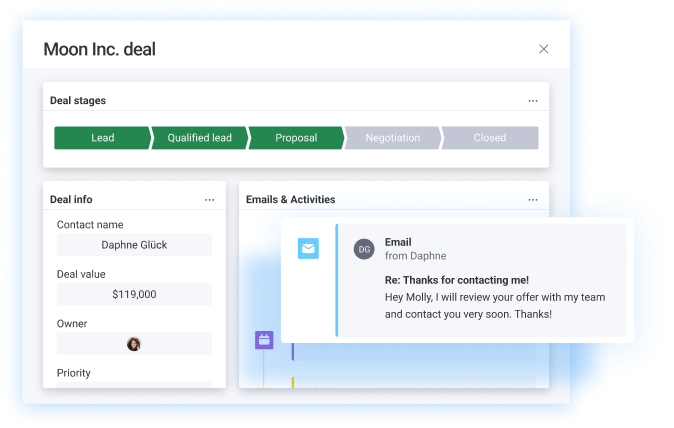 Moon Inc. deal
Deal stages
Lead
Qualified lead
Proposal
Negotiation
Closed
Deal info
Contact name
Daphne Glück
Deal value
$119,000
Owner
Priority
Emails & Activities
DG
Email
from Daphne
Re: Thanks for contacting me!
Hey Molly, I will review your offer with my team
and contact you very soon. Thanks!